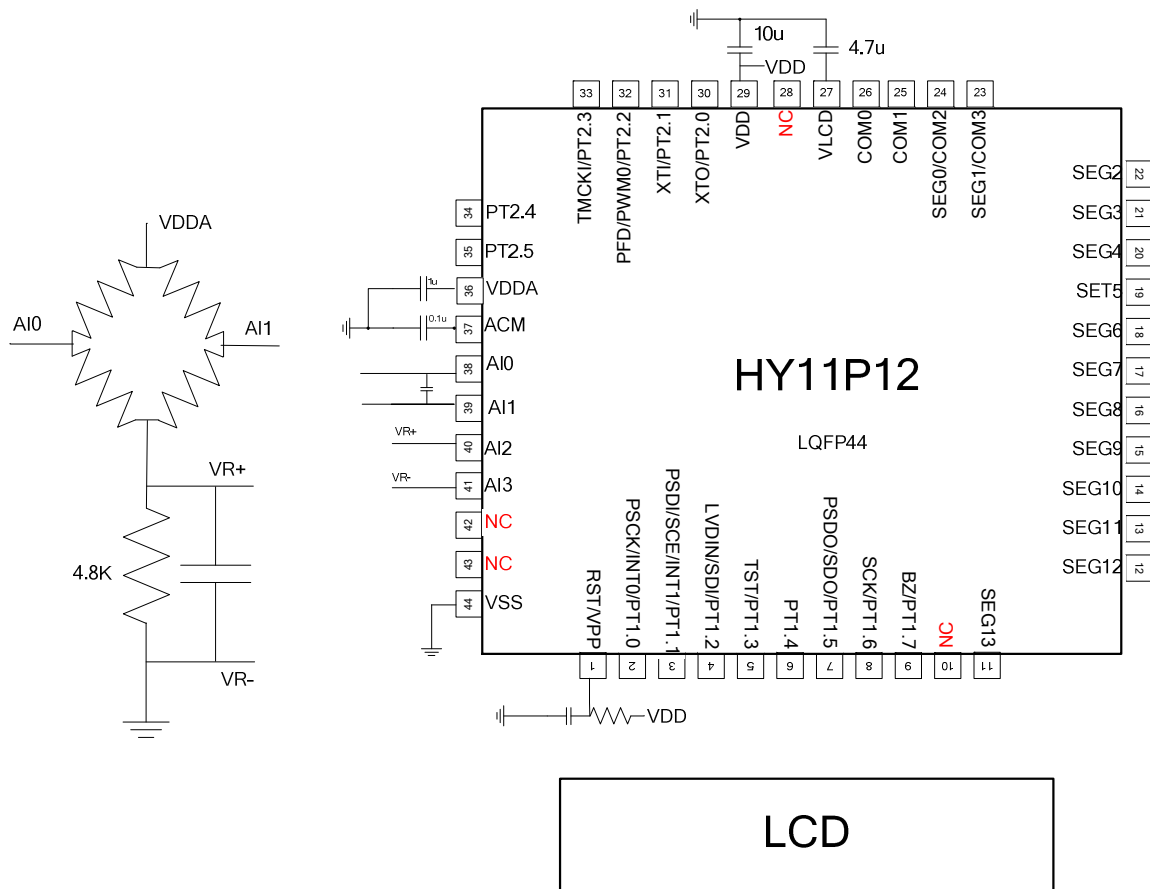 10u
4.7u
VDD
33
32
31
30
29
28
27
26
25
24
23
TMCKI/PT2.3
PFD/PWM0/PT2.2
XTI/PT2.1
XTO/PT2.0
VDD
NC
VLCD
COM0
COM1
SEG0/COM2
SEG1/COM3
VDDA
AI0
AI1
VR+
4.8K
VR-
34 PT2.4
35 PT2.5
1u
36 VDDA
0.1u
37 ACM
38 AI0
39 AI1
VR+
40 AI2
VR-
41 AI3
42 NC
43 NC
44 VSS
HY11P12
LQFP44
SEG2 22
SEG3 21
SEG4 20
SET5 19
SEG6 18
SEG7 17
SEG8 16
SEG9 15
SEG10 14
SEG11 13
SEG12 12
RST/VPP
PSCK/INT0/PT1.0
PSDI/SCE/INT1/PT1.1
LVDIN/SDI/PT1.2
TST/PT1.3
PT1.4
PSDO/SDO/PT1.5
SCK/PT1.6
BZ/PT1.7
NC
SEG13
1
2
3
4
5
6
7
8
9
10
11
VDD
LCD